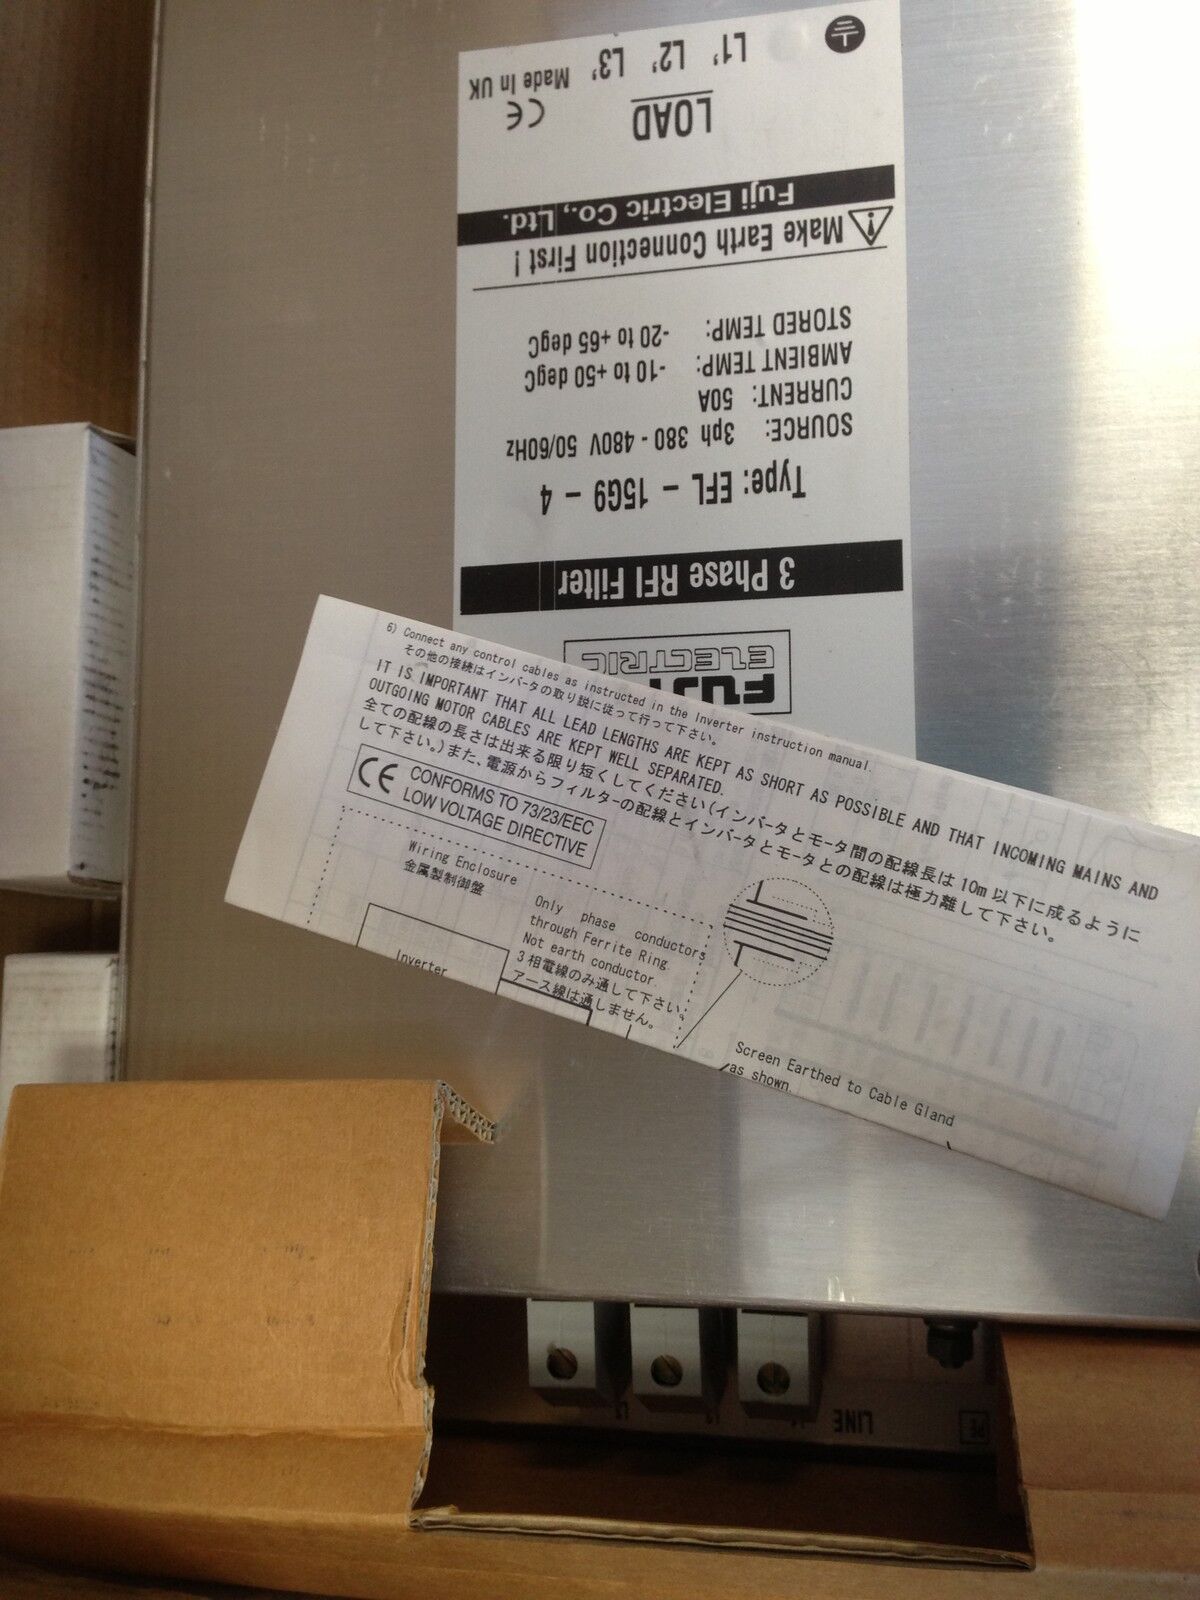 FUJI
ELECTRIC
3 Phase RFI Filter
Type: EFL - 15G9 - 4
SOURCE: 3ph 380 - 480V 50/60Hz
CURRENT: 50A
AMBIENT TEMP: -10 to +50 degC
STORED TEMP: -20 to +65 degC
Make Earth Connection First !
Fuji Electric Co., Ltd.
LOAD
CE
L1' L2' L3' Made In UK
6) Connect any control cables as instructed in the Inverter instruction manual.
その他の接続はインバータの取り説に従って行って下さい。
IT IS IMPORTANT THAT ALL LEAD LENGTHS ARE KEPT AS SHORT AS POSSIBLE AND THAT INCOMING MAINS AND
OUTGOING MOTOR CABLES ARE KEPT WELL SEPARATED.
全ての配線の長さは出来る限り短くしてください(インバータとモータ間の配線長は10m以下に成るように
して下さい。)また、電源からフィルターの配線とインバータとモータとの配線は極力離して下さい。
CE CONFORMS TO 73/23/EEC
LOW VOLTAGE DIRECTIVE
Wiring Enclosure
金属製制御盤
Inverter
Only phase conductors
through Ferrite Ring.
Not earth conductor.
3相電線のみ通して下さい。
アース線は通しません。
Screen Earthed to Cable Gland
as shown.
PE
LINE
L1 L2 L3